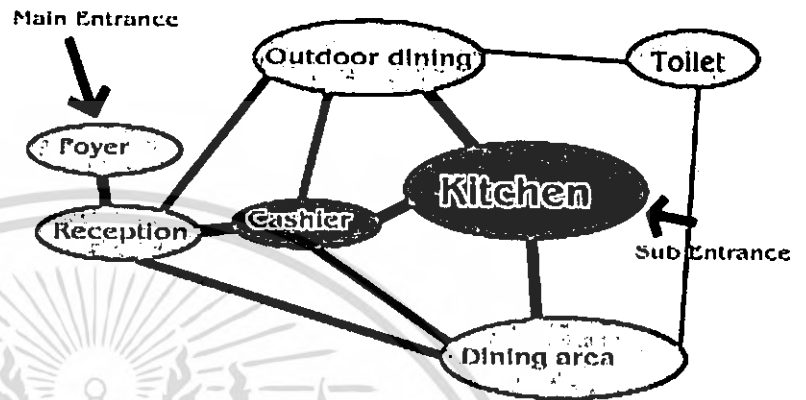 Main Entrance
Outdoor dining
Toilet
Foyer
Kitchen
Cashier
Reception
Sub Entrance
Dining area